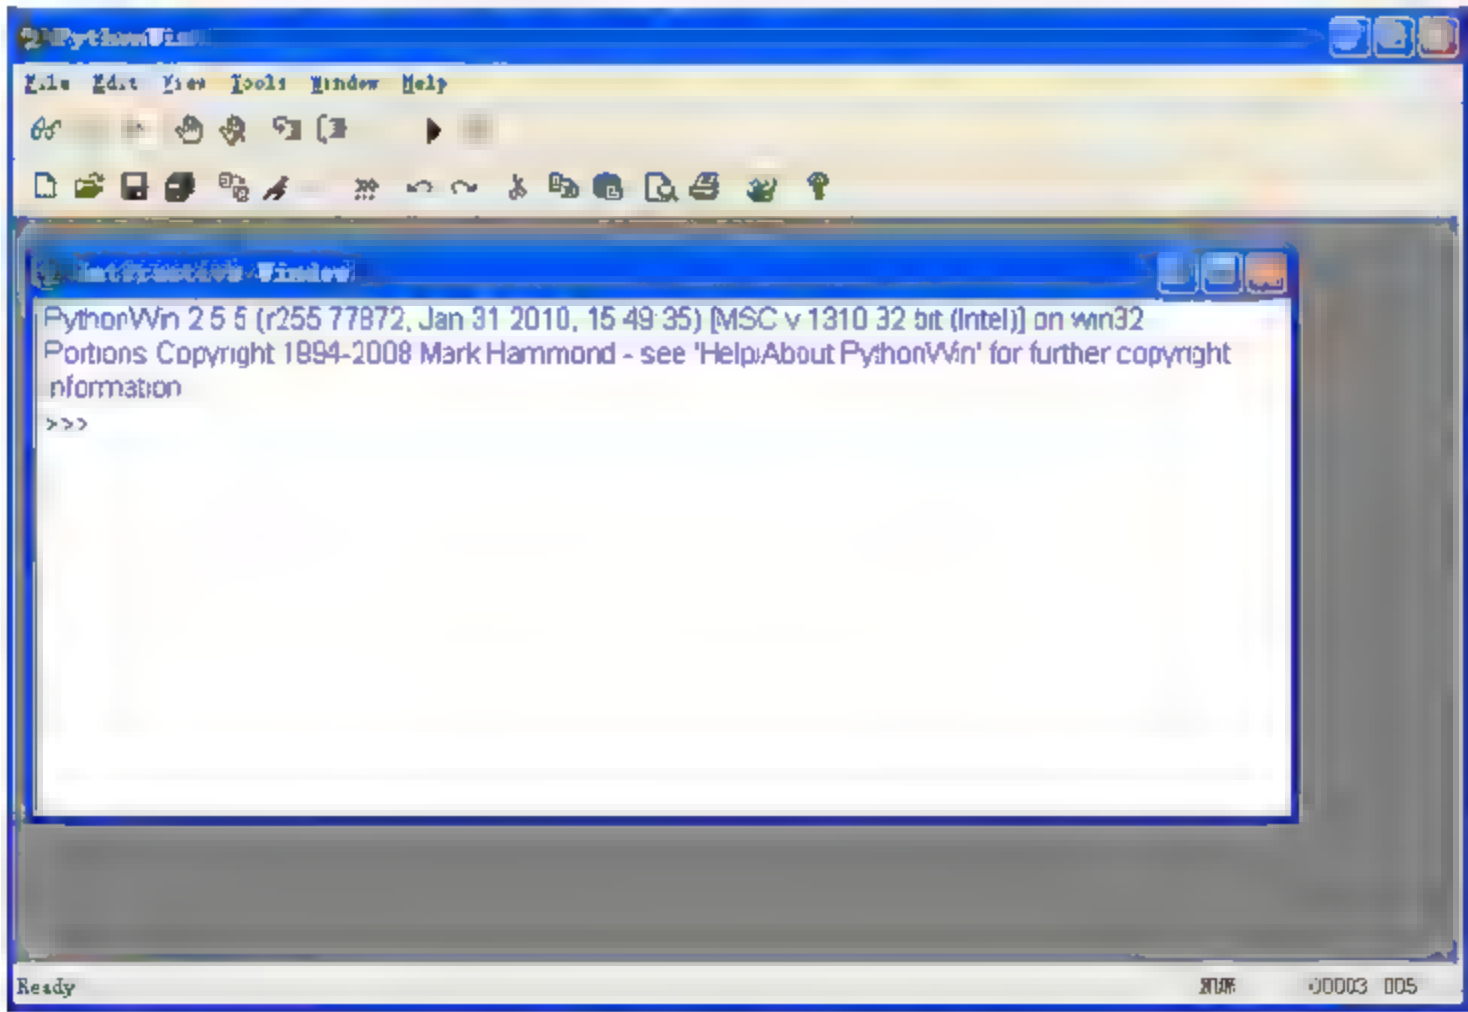 PythonWin
File Edit View Tools Window Help
Interactive Window
PythonWin 2 5 5 (r255 77872, Jan 31 2010, 15 49 35) [MSC v 1310 32 bit (Intel)] on win32
Portions Copyright 1994-2008 Mark Hammond - see 'Help/About PythonWin' for further copyright
nformation
>>>
Ready NUM 00003 005